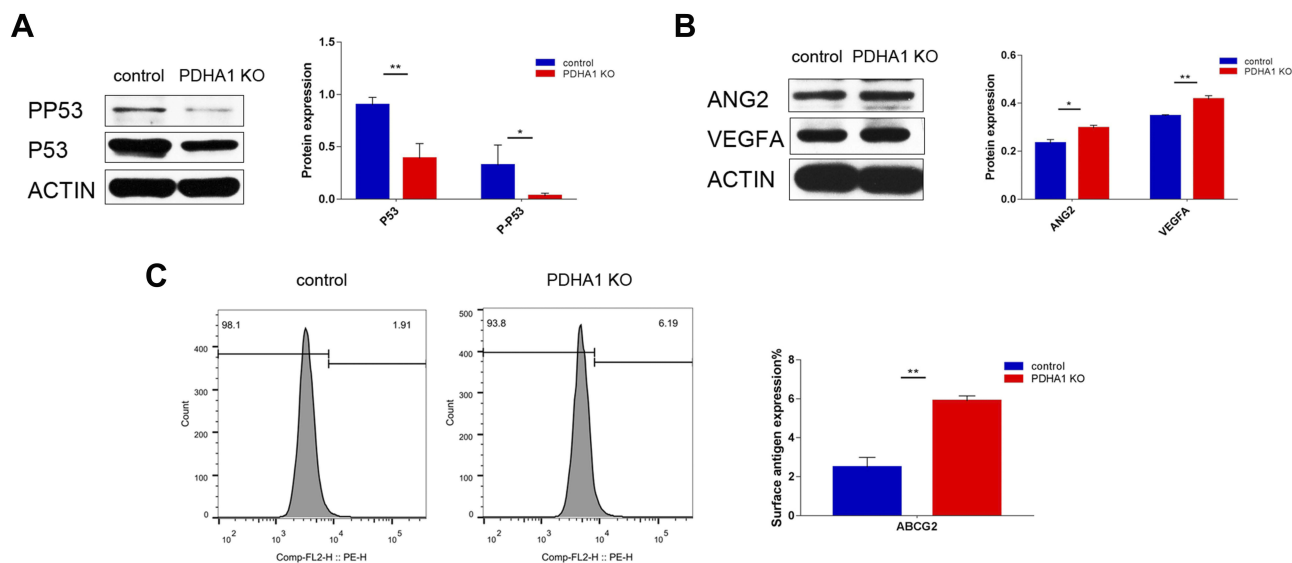 A
control PDHA1 KO
PP53
P53
ACTIN
1.5
1.0
0.5
0.0
Protein expression
**
*
control
PDHA1 KO
P53
P-P53
B
control PDHA1 KO
ANG2
VEGFA
ACTIN
0.6
0.4
0.2
0.0
Protein expression
*
**
control
PDHA1 KO
ANG2
VEGFA
C
control
98.1
1.91
400
300
200
100
0
Count
10^2 10^3 10^4 10^5
Comp-FL2-H :: PE-H
PDHA1 KO
93.8
6.19
500
400
300
200
100
0
Count
10^2 10^3 10^4 10^5
Comp-FL2-H :: PE-H
8
6
4
2
0
Surface antigen expression%
**
control
PDHA1 KO
ABCG2